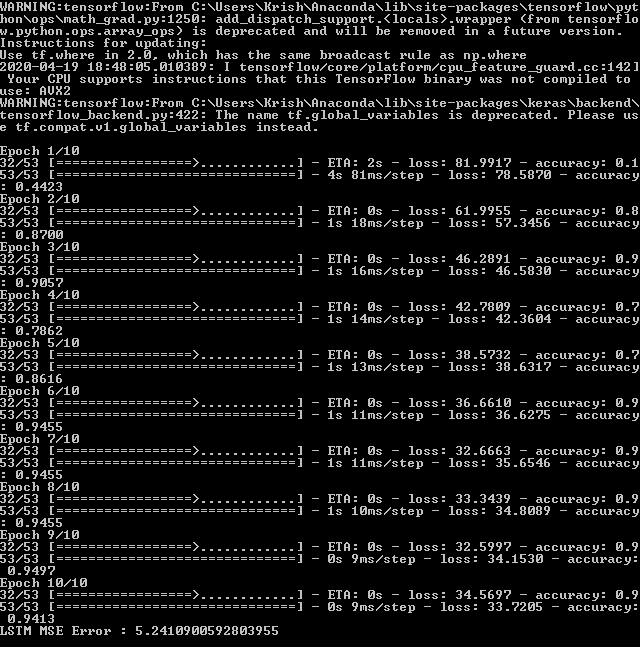 WARNING:tensorflow:From C:\Users\Krish\Anaconda\lib\site-packages\tensorflow\pyt
hon\ops\math_grad.py:1250: add_dispatch_support.<locals>.wrapper (from tensorflo
w.python.ops.array_ops) is deprecated and will be removed in a future version.
Instructions for updating:
Use tf.where in 2.0, which has the same broadcast rule as np.where
2020-04-19 18:48:05.010389: I tensorflow/core/platform/cpu_feature_guard.cc:142]
 Your CPU supports instructions that this TensorFlow binary was not compiled to
use: AVX2
WARNING:tensorflow:From C:\Users\Krish\Anaconda\lib\site-packages\keras\backend\
tensorflow_backend.py:422: The name tf.global_variables is deprecated. Please us
e tf.compat.v1.global_variables instead.

Epoch 1/10
32/53 [=================>............] - ETA: 2s - loss: 81.9917 - accuracy: 0.1
53/53 [==============================] - 4s 81ms/step - loss: 78.5870 - accuracy
: 0.4423
Epoch 2/10
32/53 [=================>............] - ETA: 0s - loss: 61.9955 - accuracy: 0.8
53/53 [==============================] - 1s 18ms/step - loss: 57.3456 - accuracy
: 0.8700
Epoch 3/10
32/53 [=================>............] - ETA: 0s - loss: 46.2891 - accuracy: 0.9
53/53 [==============================] - 1s 16ms/step - loss: 46.5830 - accuracy
: 0.9057
Epoch 4/10
32/53 [=================>............] - ETA: 0s - loss: 42.7809 - accuracy: 0.7
53/53 [==============================] - 1s 14ms/step - loss: 42.3604 - accuracy
: 0.7862
Epoch 5/10
32/53 [=================>............] - ETA: 0s - loss: 38.5732 - accuracy: 0.7
53/53 [==============================] - 1s 13ms/step - loss: 38.6317 - accuracy
: 0.8616
Epoch 6/10
32/53 [=================>............] - ETA: 0s - loss: 36.6610 - accuracy: 0.9
53/53 [==============================] - 1s 11ms/step - loss: 36.6275 - accuracy
: 0.9455
Epoch 7/10
32/53 [=================>............] - ETA: 0s - loss: 32.6663 - accuracy: 0.9
53/53 [==============================] - 1s 11ms/step - loss: 35.6546 - accuracy
: 0.9455
Epoch 8/10
32/53 [=================>............] - ETA: 0s - loss: 33.3439 - accuracy: 0.9
53/53 [==============================] - 1s 10ms/step - loss: 34.8089 - accuracy
: 0.9455
Epoch 9/10
32/53 [=================>............] - ETA: 0s - loss: 32.5997 - accuracy: 0.9
53/53 [==============================] - 0s 9ms/step - loss: 34.1530 - accuracy:
 0.9497
Epoch 10/10
32/53 [=================>............] - ETA: 0s - loss: 34.5697 - accuracy: 0.9
53/53 [==============================] - 0s 9ms/step - loss: 33.7205 - accuracy:
 0.9413
LSTM MSE Error : 5.2410900592803955